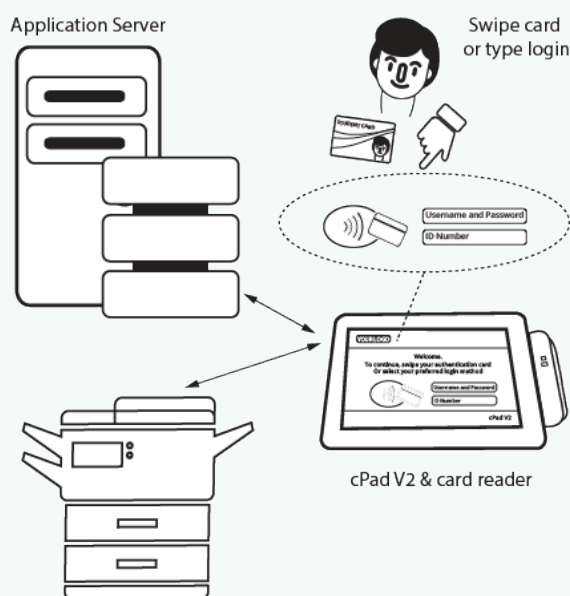 Application Server
Swipe card
or type login
STUDENT CARD
Username and Password
ID Number
YOUR LOGO
Welcome.
To continue, swipe your authentication card
Or select your preferred login method
Username and Password
ID Number
cPad V2
cPad V2 & card reader